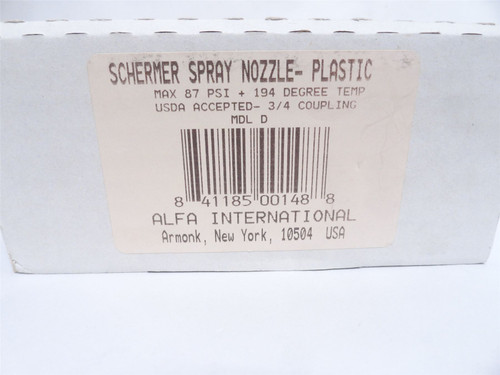 SCHERMER SPRAY NOZZLE- PLASTIC
MAX 87 PSI + 194 DEGREE TEMP
USDA ACCEPTED- 3/4 COUPLING
MDL D
8 41185 00148 8
ALFA INTERNATIONAL
Armonk, New York, 10504 USA